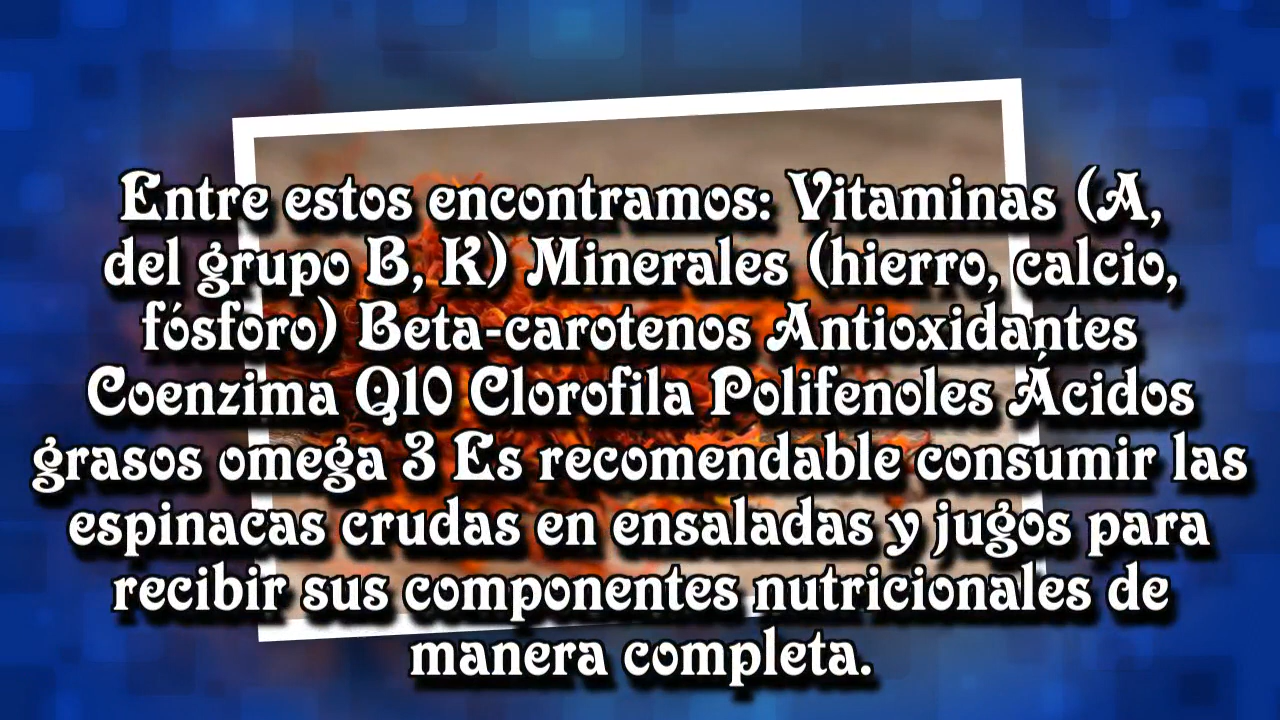 Entre estos encontramos: Vitaminas (A,
del grupo B, K) Minerales (hierro, calcio,
fósforo) Beta-carotenos Antioxidantes
Coenzima Q10 Clorofila Polifenoles Ácidos
grasos omega 3 Es recomendable consumir las
espinacas crudas en ensaladas y jugos para
recibir sus componentes nutricionales de
manera completa.